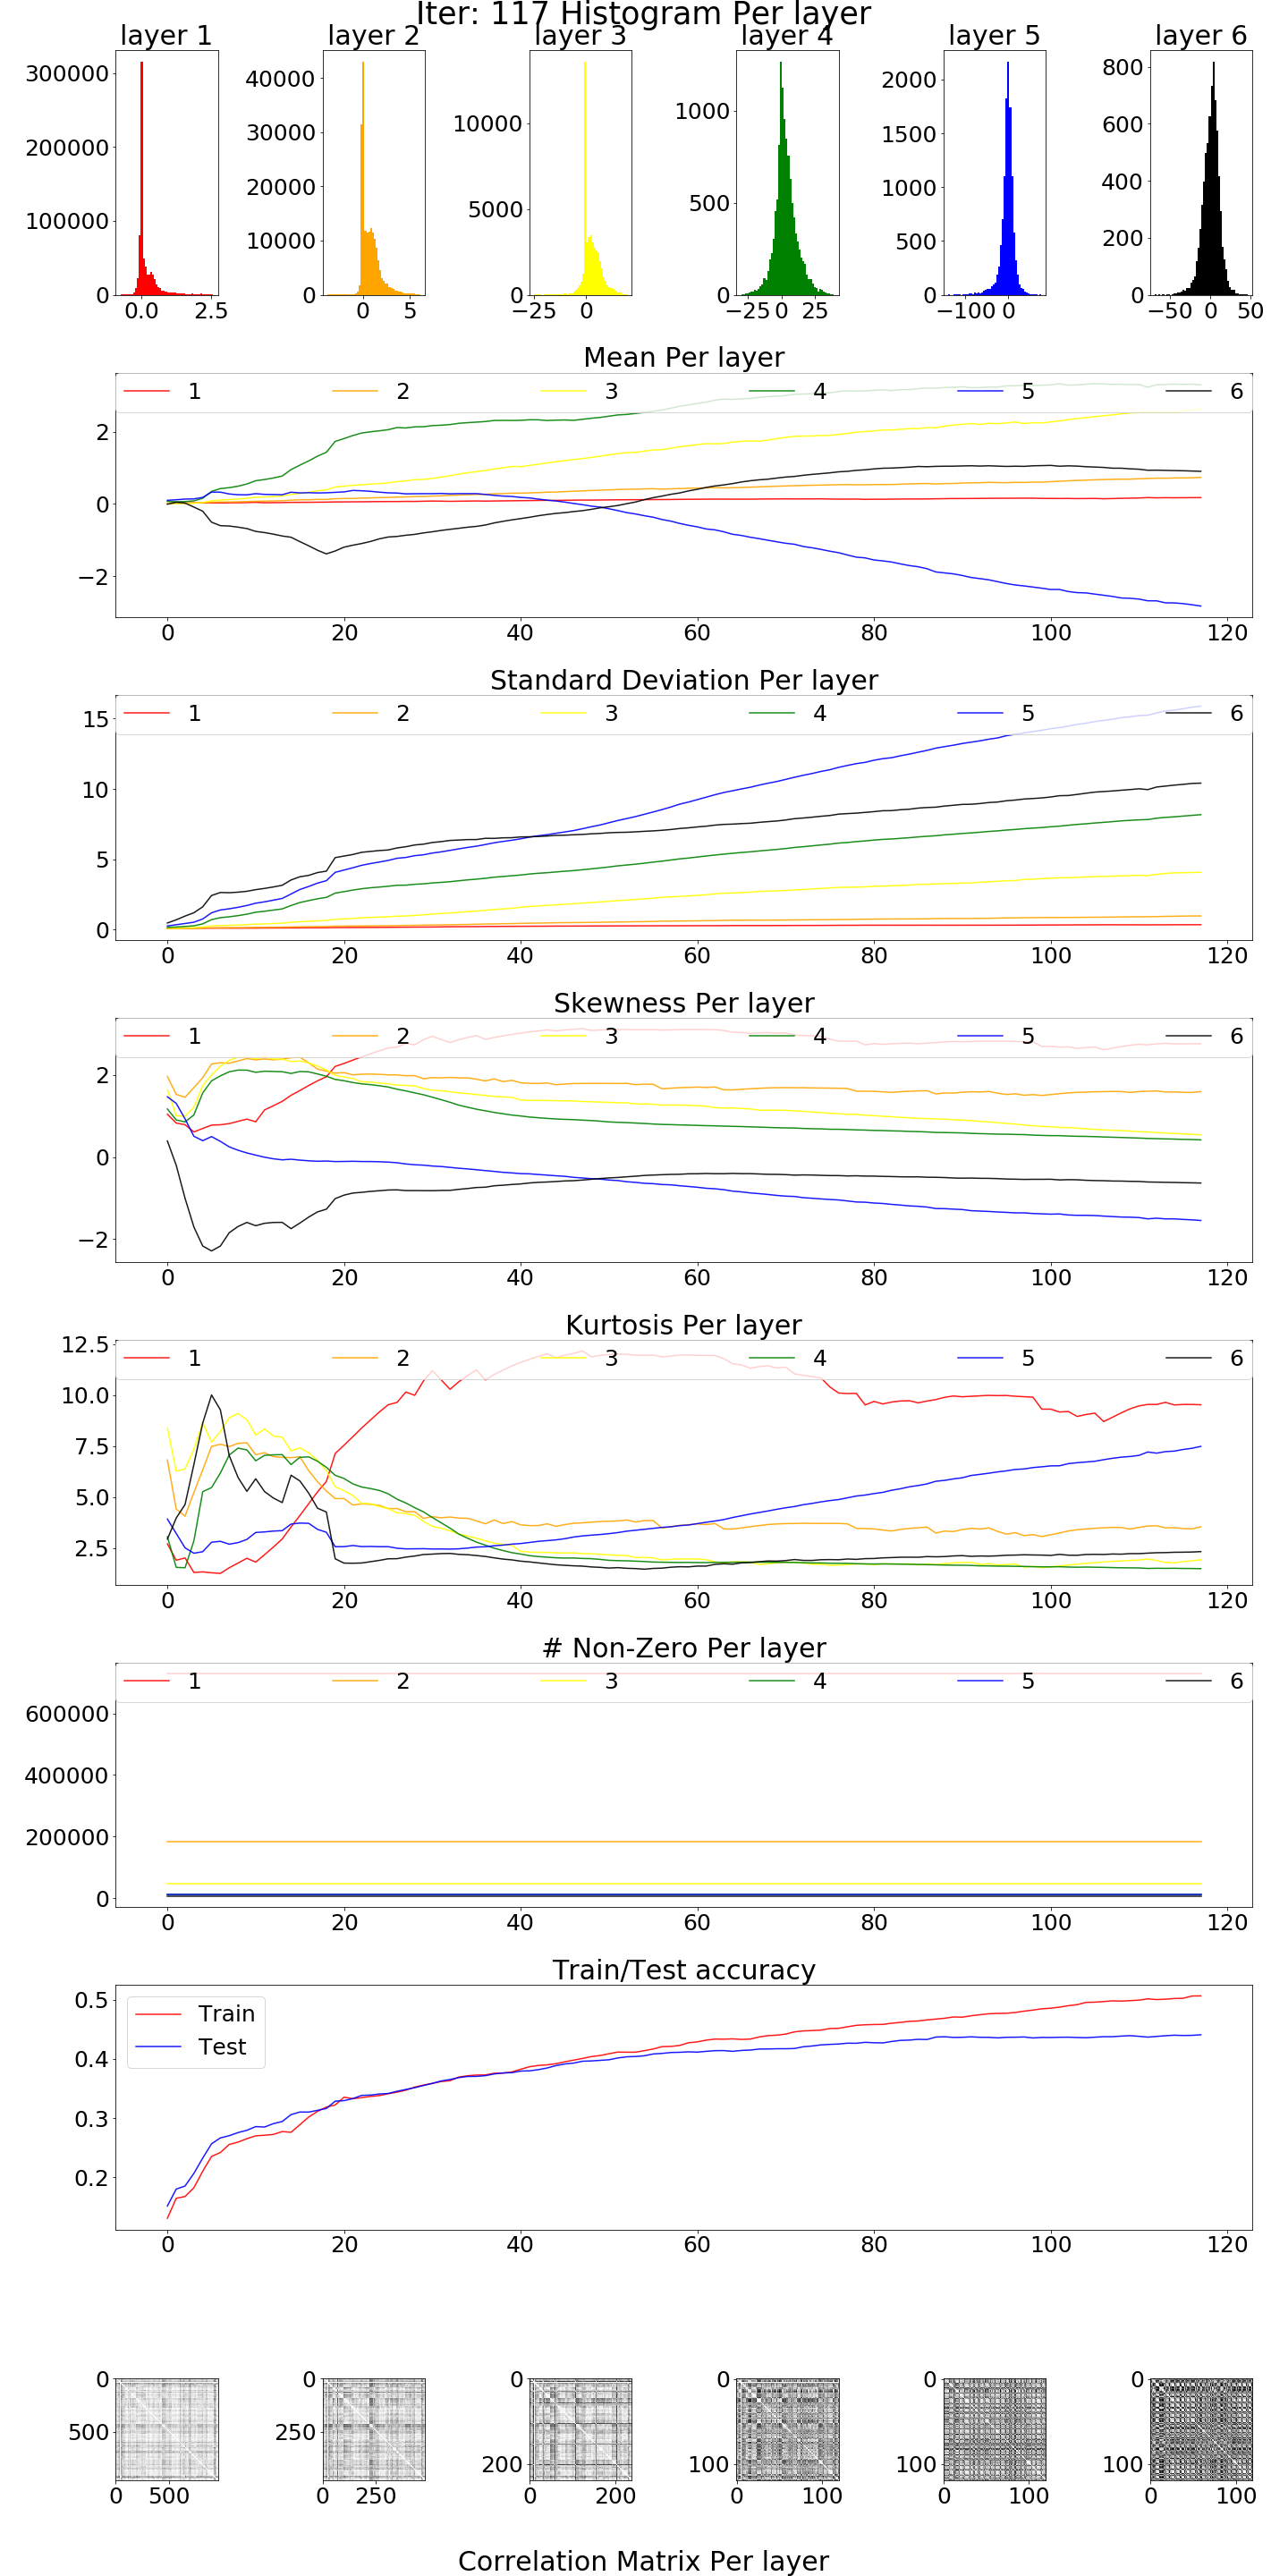 Iter: 117 Histogram Per layer
layer 1 layer 2 layer 3 layer 4 layer 5 layer 6
300000 200000 100000 0 0.0 2.5
40000 30000 20000 10000 0 0 5
10000 5000 0 −25 0
1000 500 0 −25 0 25
2000 1500 1000 500 0 −100 0
800 600 400 200 0 −50 0 50
Mean Per layer
1 2 3 4 5 6
2
0
−2
0 20 40 60 80 100 120
Standard Deviation Per layer
1 2 3 4 5 6
15
10
5
0
0 20 40 60 80 100 120
Skewness Per layer
1 2 3 4 5 6
2
0
−2
0 20 40 60 80 100 120
Kurtosis Per layer
12.5
1 2 3 4 5 6
10.0
7.5
5.0
2.5
0 20 40 60 80 100 120
# Non-Zero Per layer
1 2 3 4 5 6
600000
400000
200000
0
0 20 40 60 80 100 120
Train/Test accuracy
0.5
Train
Test
0.4
0.3
0.2
0 20 40 60 80 100 120
0 0 0 0 0 0
500 250 200 100 100 100
0 500 0 250 0 200 0 100 0 100 0 100
Correlation Matrix Per layer